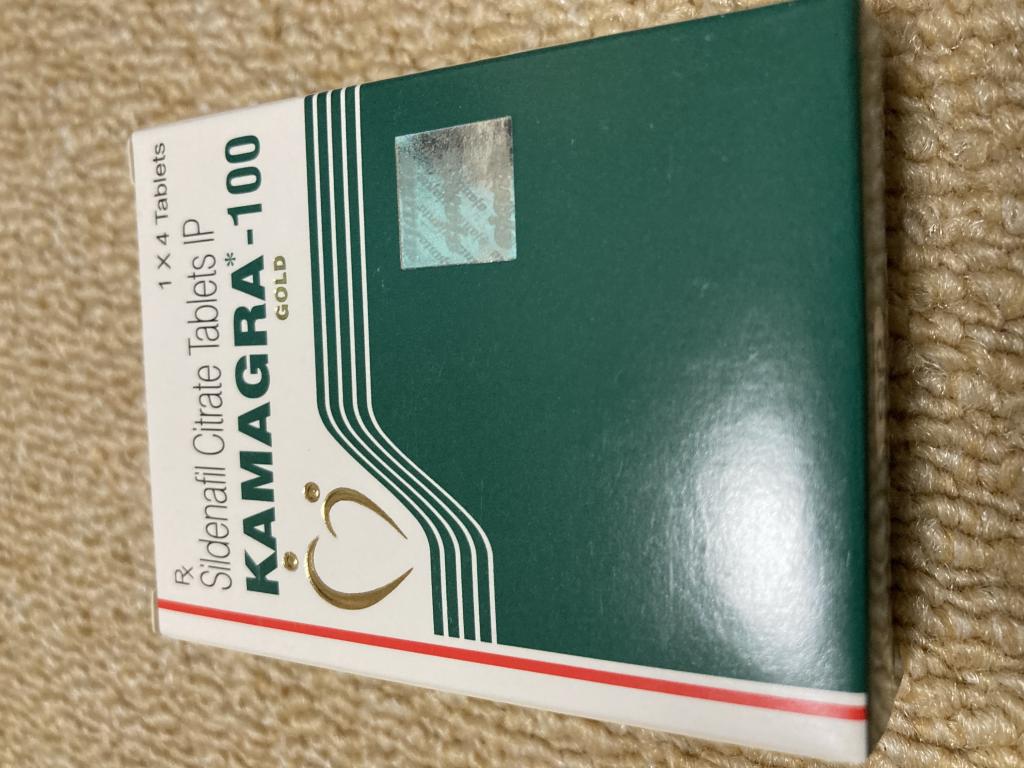 1 X 4 Tablets
Rx
Sildenafil Citrate Tablets IP
KAMAGRA*-100
GOLD